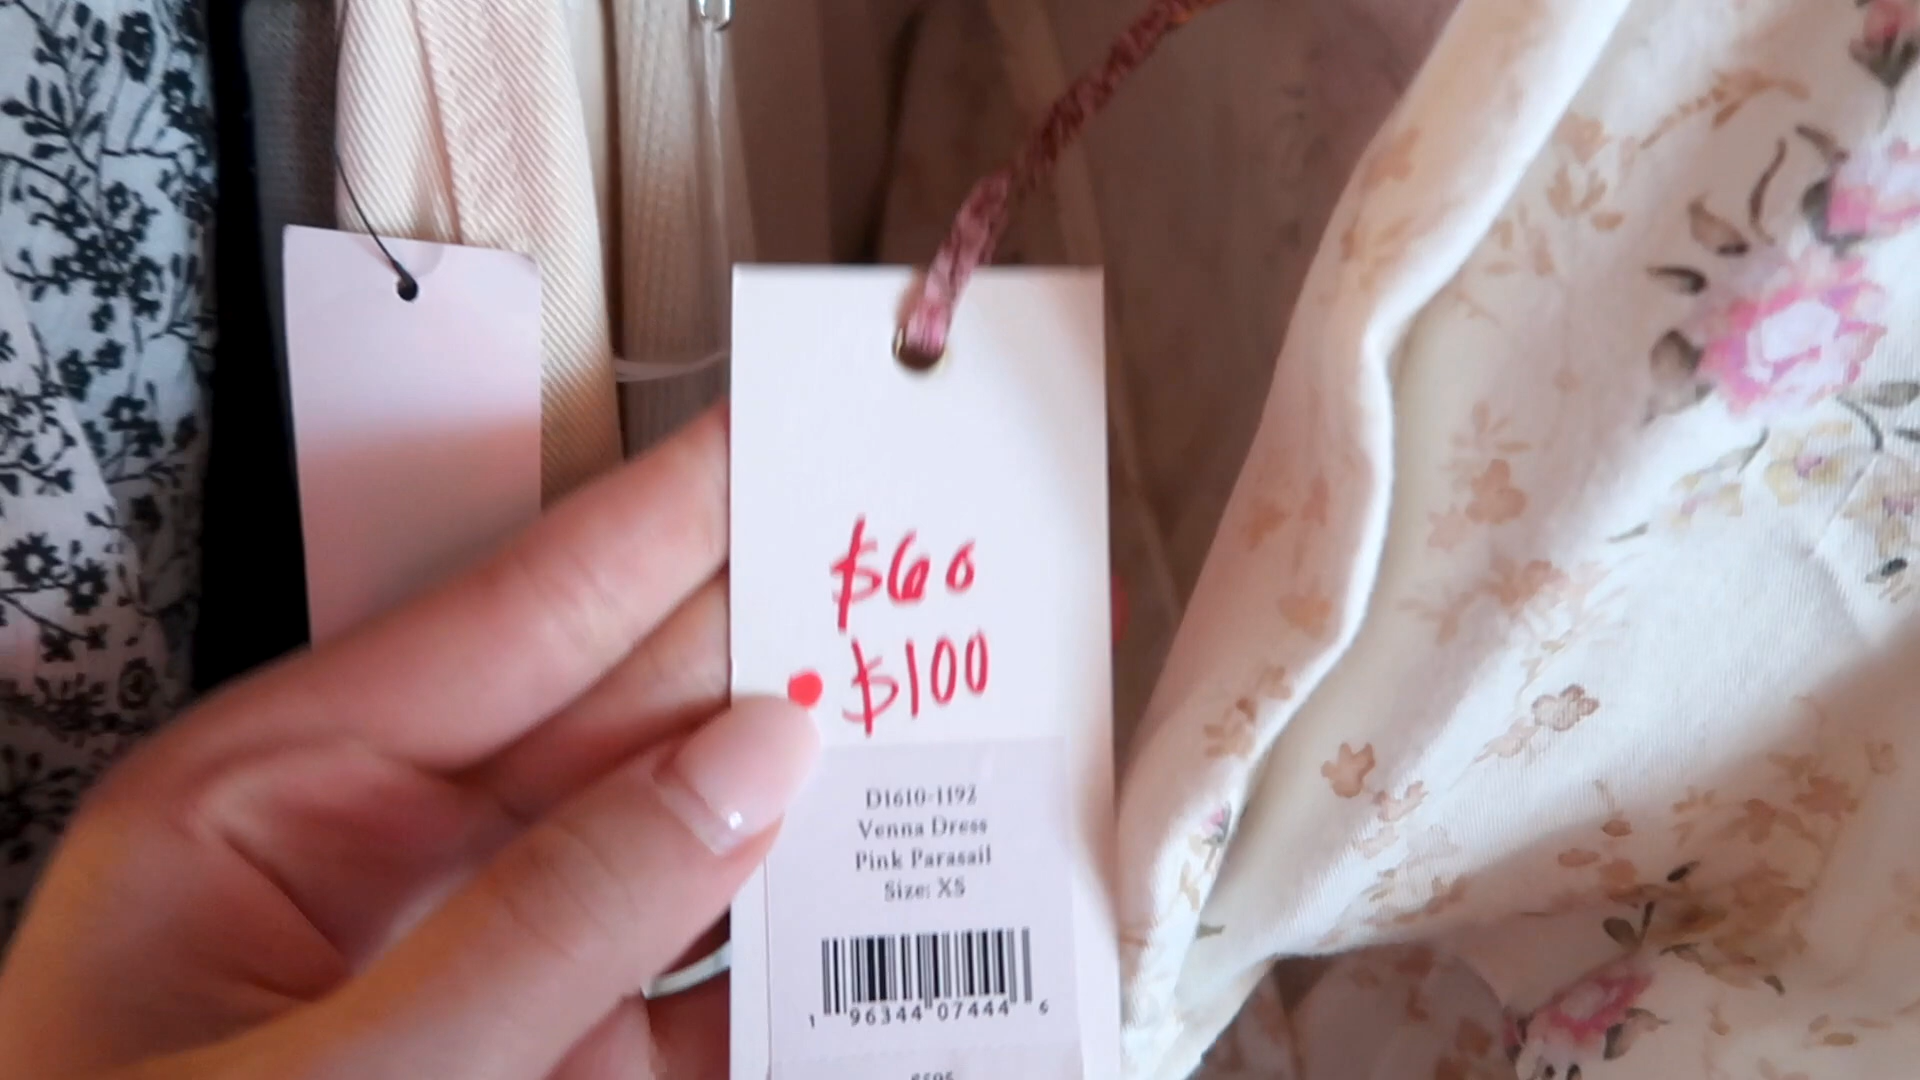 $60
$100
D1610-1192
Venna Dress
Pink Parasail
Size: XS
1 96344 07444 6